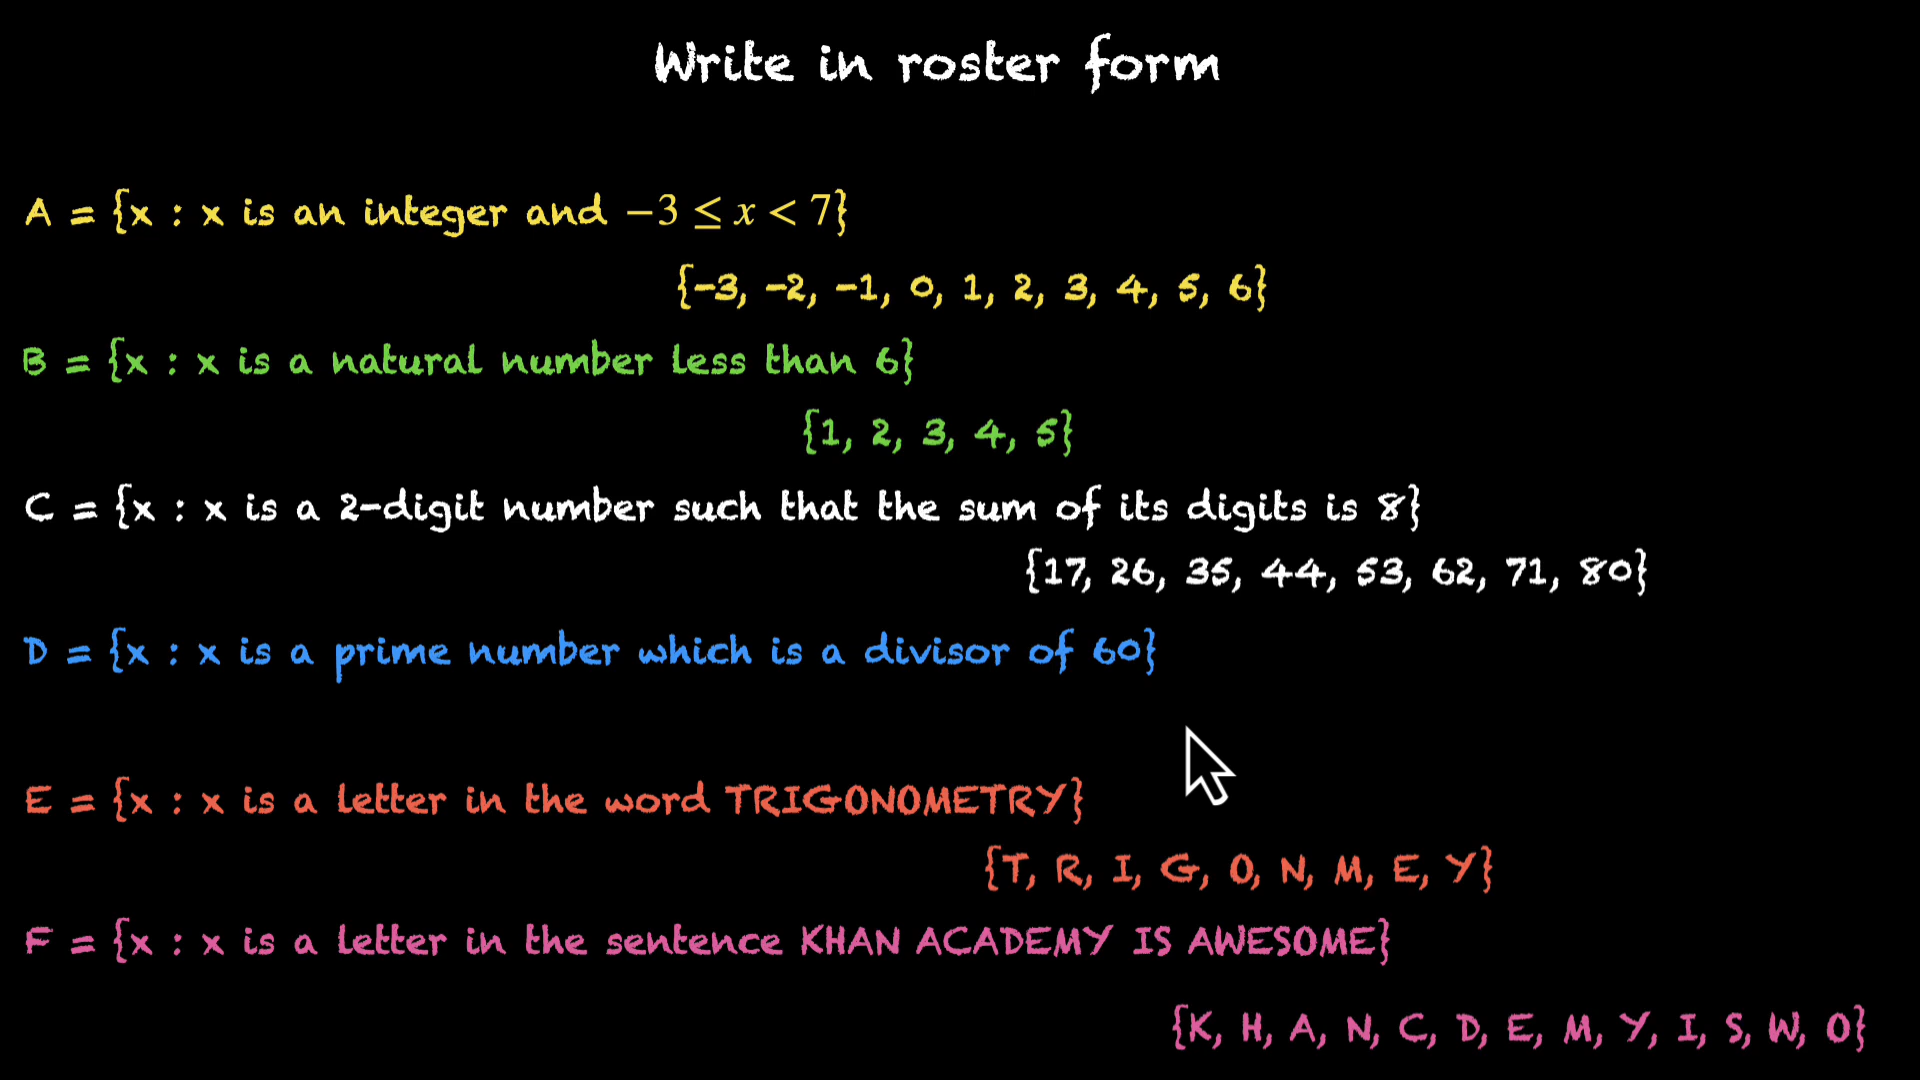 Write in roster form
A = {x : x is an integer and −3 ≤ x < 7}
{-3, -2, -1, 0, 1, 2, 3, 4, 5, 6}
B = {x : x is a natural number less than 6}
{1, 2, 3, 4, 5}
C = {x : x is a 2-digit number such that the sum of its digits is 8}
{17, 26, 35, 44, 53, 62, 71, 80}
D = {x : x is a prime number which is a divisor of 60}
E = {x : x is a letter in the word TRIGONOMETRY}
{T, R, I, G, O, N, M, E, Y}
F = {x : x is a letter in the sentence KHAN ACADEMY IS AWESOME}
{K, H, A, N, C, D, E, M, Y, I, S, W, O}